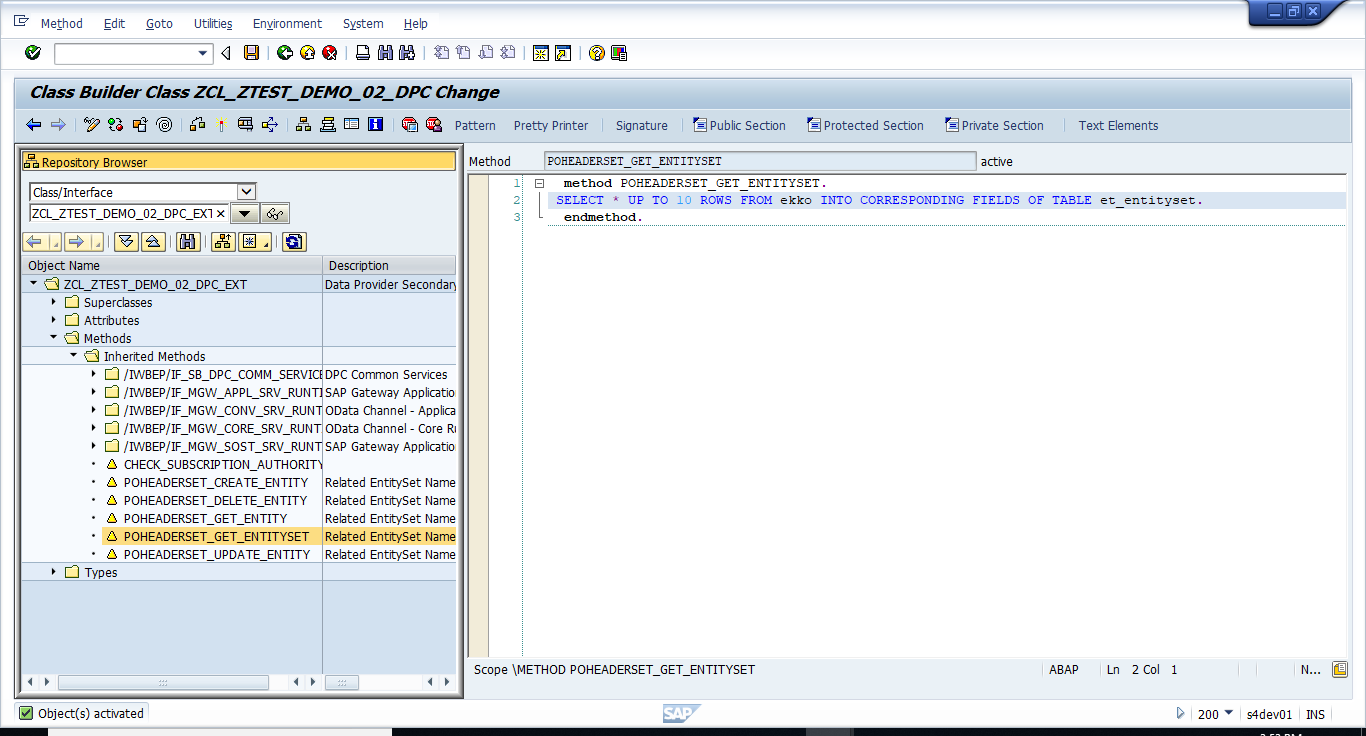 Method Edit Goto Utilities Environment System Help
Class Builder Class ZCL_ZTEST_DEMO_02_DPC Change
Pattern Pretty Printer Signature Public Section Protected Section Private Section Text Elements
Repository Browser
Class/Interface
ZCL_ZTEST_DEMO_02_DPC_EXT
Object Name Description
ZCL_ZTEST_DEMO_02_DPC_EXT Data Provider Secondary
Superclasses
Attributes
Methods
Inherited Methods
/IWBEP/IF_SB_DPC_COMM_SERVICE DPC Common Services
/IWBEP/IF_MGW_APPL_SRV_RUNTI SAP Gateway Applicatio
/IWBEP/IF_MGW_CONV_SRV_RUNT OData Channel - Applica
/IWBEP/IF_MGW_CORE_SRV_RUNT OData Channel - Core Ru
/IWBEP/IF_MGW_SOST_SRV_RUNT SAP Gateway Applicatio
CHECK_SUBSCRIPTION_AUTHORITY
POHEADERSET_CREATE_ENTITY Related EntitySet Name
POHEADERSET_DELETE_ENTITY Related EntitySet Name
POHEADERSET_GET_ENTITY Related EntitySet Name
POHEADERSET_GET_ENTITYSET Related EntitySet Name
POHEADERSET_UPDATE_ENTITY Related EntitySet Name
Types
Method POHEADERSET_GET_ENTITYSET active
1 method POHEADERSET_GET_ENTITYSET.
2 SELECT * UP TO 10 ROWS FROM ekko INTO CORRESPONDING FIELDS OF TABLE et_entityset.
3 endmethod.
Scope \METHOD POHEADERSET_GET_ENTITYSET ABAP Ln 2 Col 1 N...
Object(s) activated SAP 200 s4dev01 INS